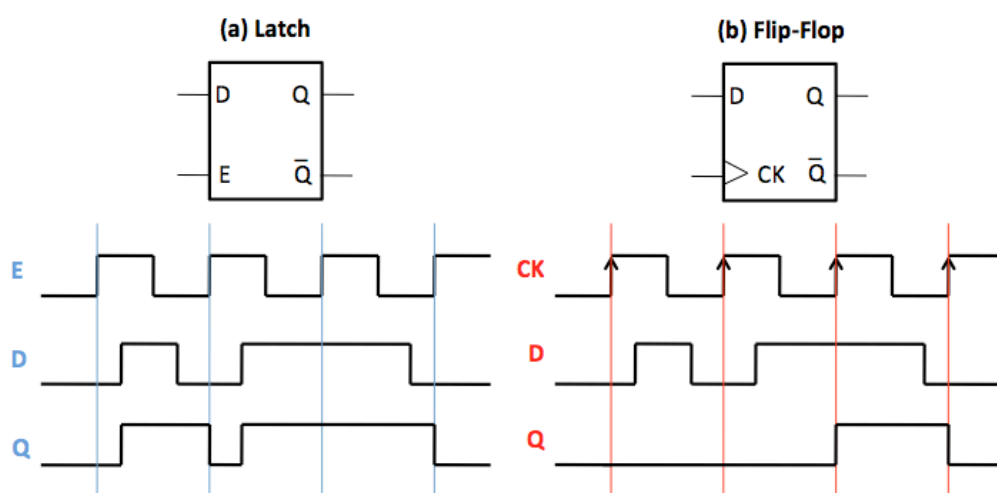 (a) Latch
D Q
E Q̅
E
D
Q
(b) Flip-Flop
D Q
CK Q̅
CK
D
Q